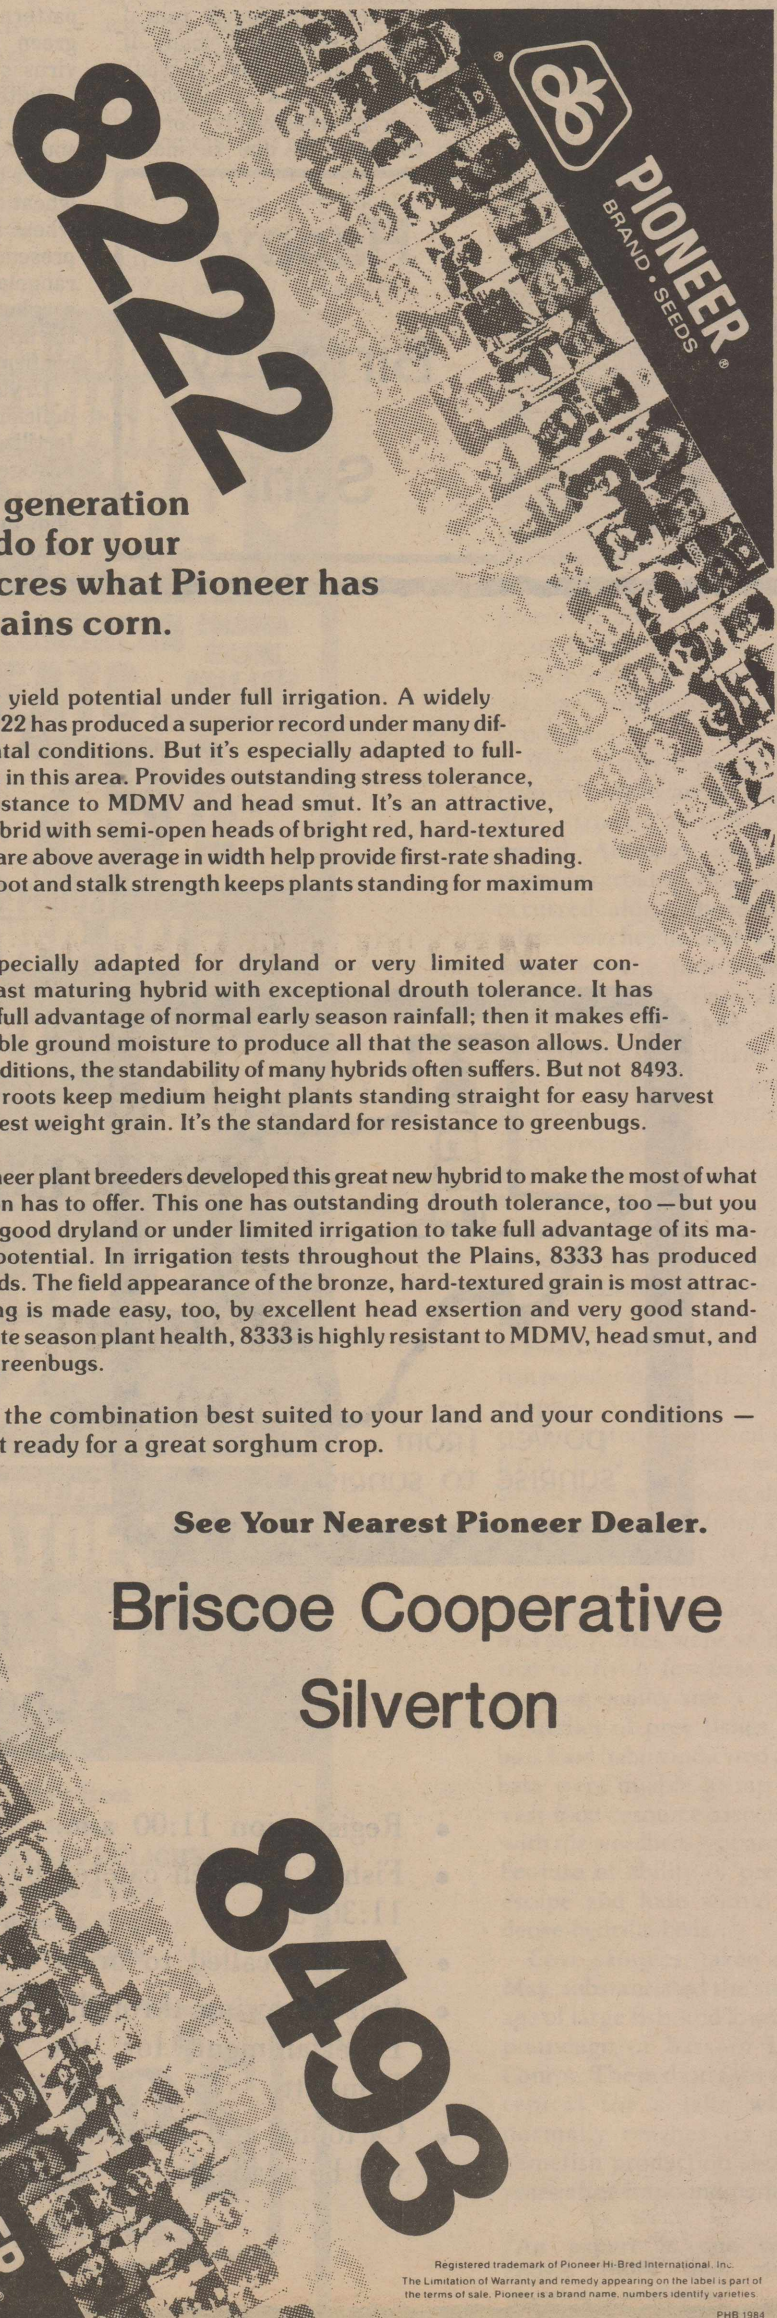 PIONEER®
BRAND • SEEDS
8222
generation
do for your
cres what Pioneer has
ains corn.
yield potential under full irrigation. A widely
22 has produced a superior record under many dif-
ntal conditions. But it's especially adapted to full-
in this area. Provides outstanding stress tolerance,
stance to MDMV and head smut. It's an attractive,
brid with semi-open heads of bright red, hard-textured
are above average in width help provide first-rate shading.
oot and stalk strength keeps plants standing for maximum
pecially adapted for dryland or very limited water con-
ast maturing hybrid with exceptional drouth tolerance. It has
full advantage of normal early season rainfall; then it makes effi-
ble ground moisture to produce all that the season allows. Under
ditions, the standability of many hybrids often suffers. But not 8493.
roots keep medium height plants standing straight for easy harvest
est weight grain. It's the standard for resistance to greenbugs.
neer plant breeders developed this great new hybrid to make the most of what
n has to offer. This one has outstanding drouth tolerance, too — but you
good dryland or under limited irrigation to take full advantage of its ma-
potential. In irrigation tests throughout the Plains, 8333 has produced
ds. The field appearance of the bronze, hard-textured grain is most attrac-
ng is made easy, too, by excellent head exsertion and very good stand-
te season plant health, 8333 is highly resistant to MDMV, head smut, and
reenbugs.
the combination best suited to your land and your conditions —
t ready for a great sorghum crop.
See Your Nearest Pioneer Dealer.
Briscoe Cooperative
Silverton
8493
ER
Registered trademark of Pioneer Hi-Bred International, Inc.
The Limitation of Warranty and remedy appearing on the label is part of
the terms of sale. Pioneer is a brand name, numbers identify varieties.
PHB 1984